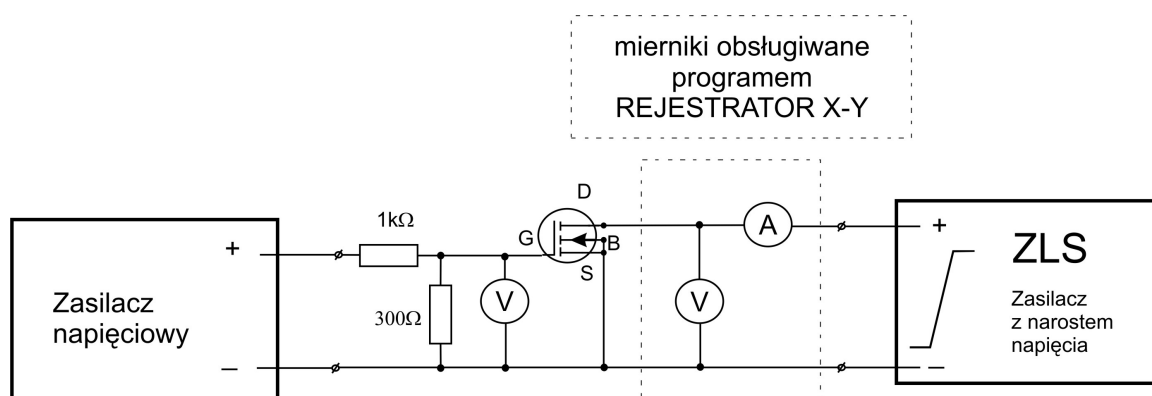 mierniki obsługiwane
programem
REJESTRATOR X-Y
Zasilacz
napięciowy
+
–
1kΩ
300Ω
V
G
D
B
S
V
A
+
–
ZLS
Zasilacz
z narostem
napięcia